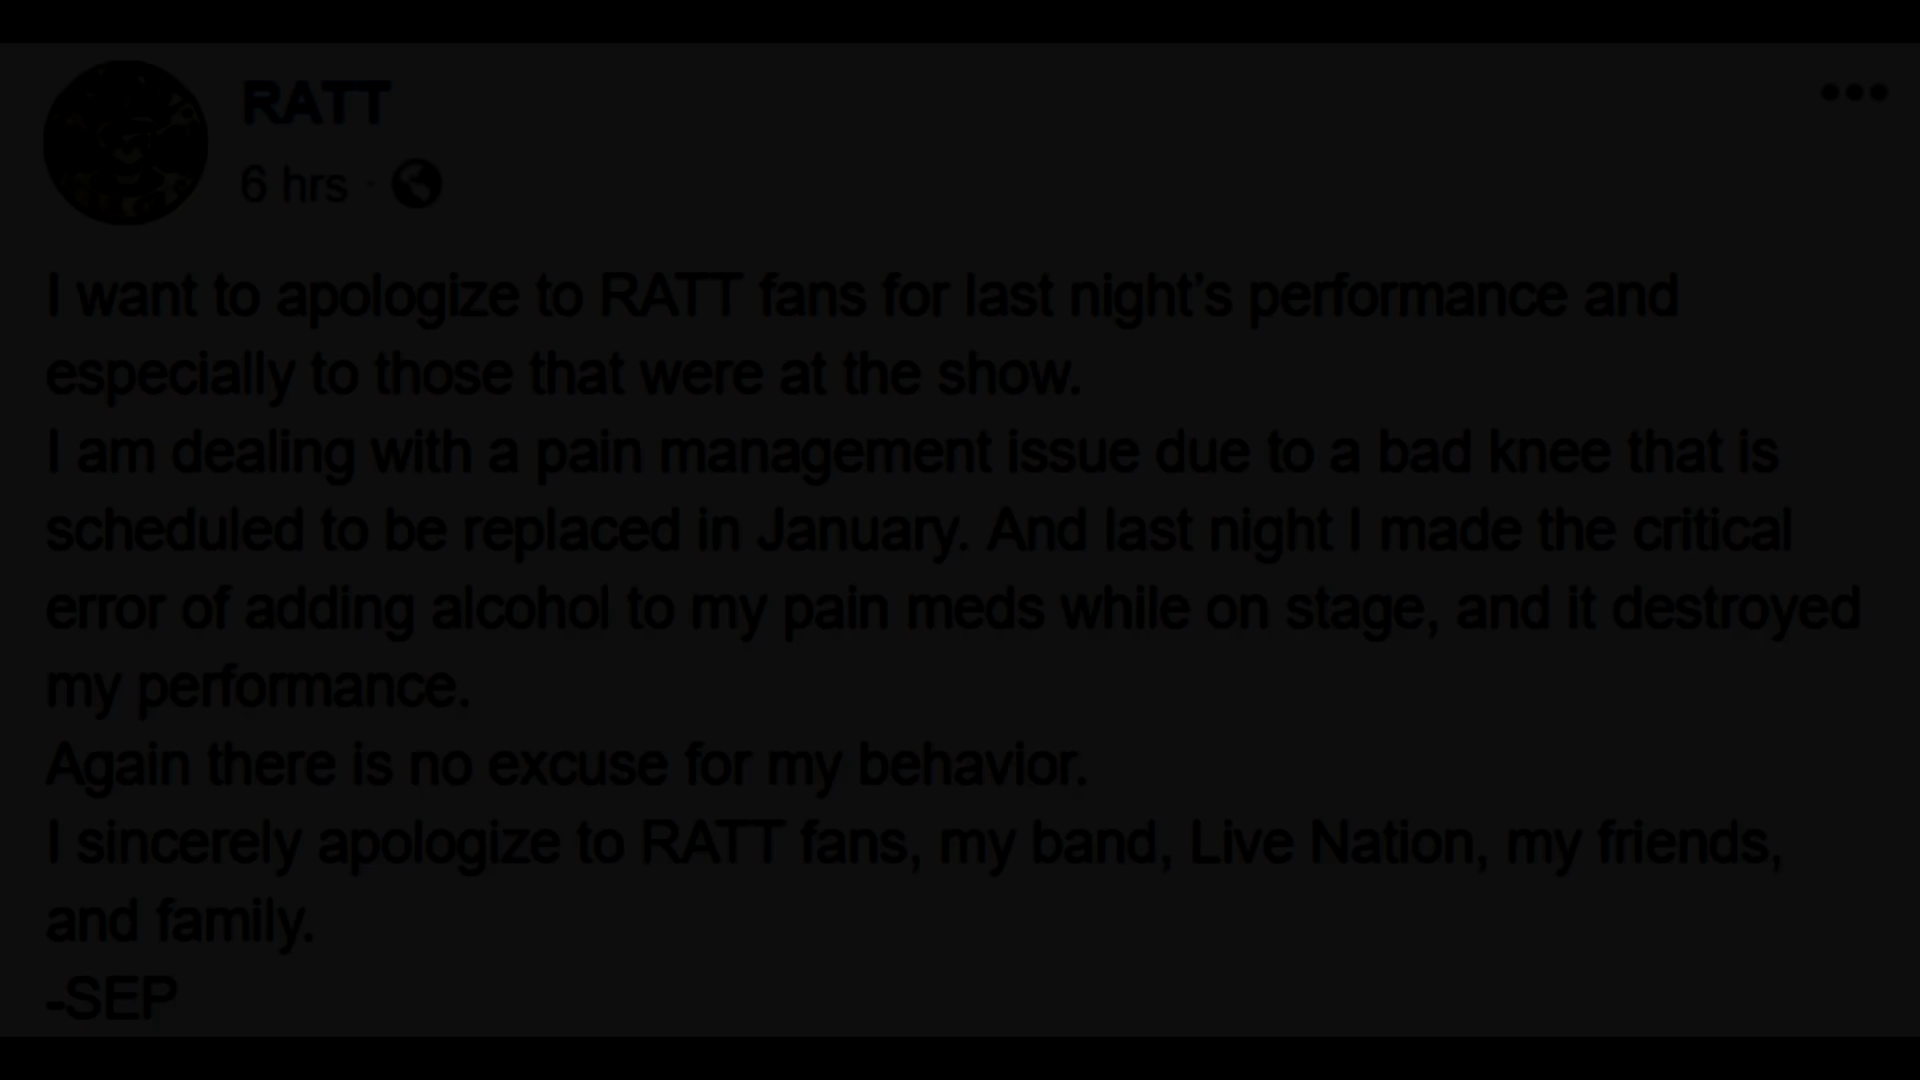 RATT
6 hrs ·
I want to apologize to RATT fans for last night's performance and
especially to those that were at the show.
I am dealing with a pain management issue due to a bad knee that is
scheduled to be replaced in January. And last night I made the critical
error of adding alcohol to my pain meds while on stage, and it destroyed
my performance.
Again there is no excuse for my behavior.
I sincerely apologize to RATT fans, my band, Live Nation, my friends,
and family.
-SEP